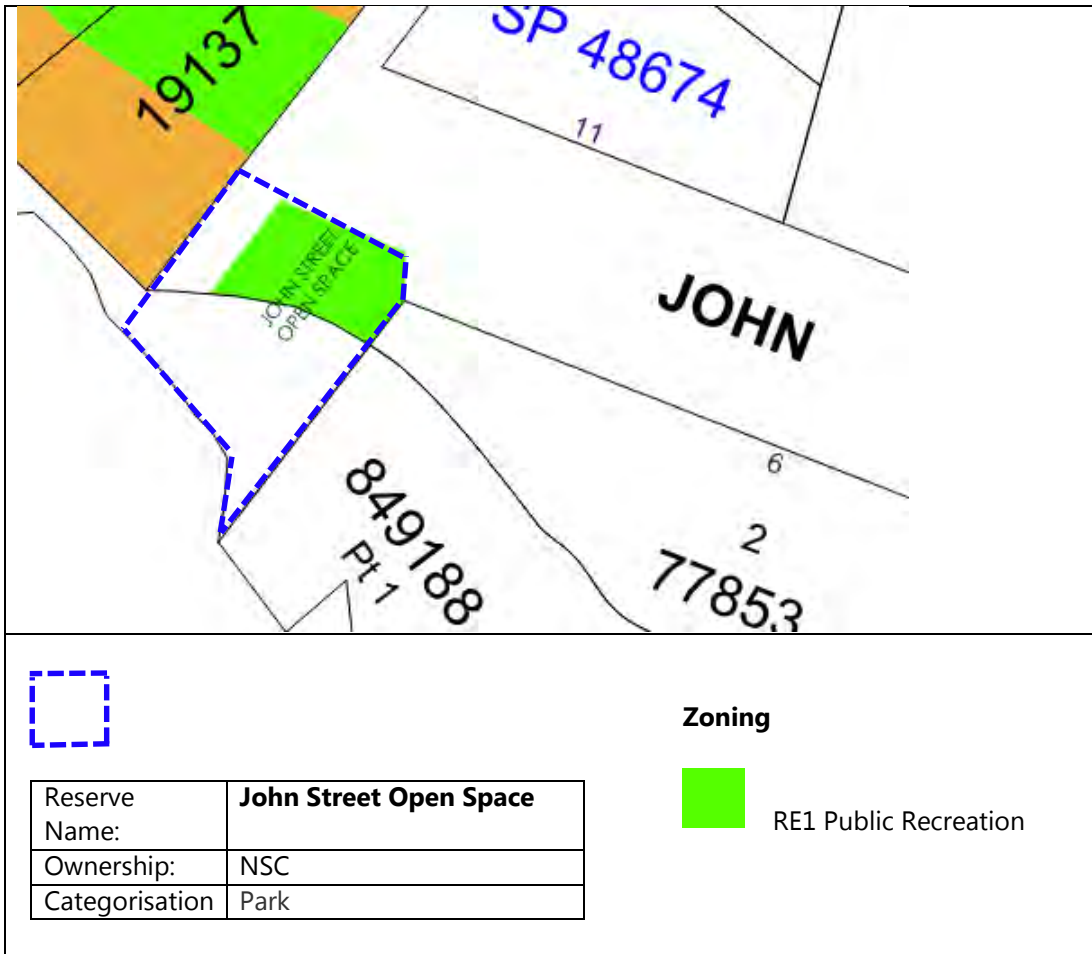 19137
SP 48674
11
JOHN STREET
OPEN SPACE
JOHN
6
849188
Pt 1
2
77853
Zoning
Reserve
Name:
John Street Open Space
Ownership:
NSC
Categorisation
Park
RE1 Public Recreation